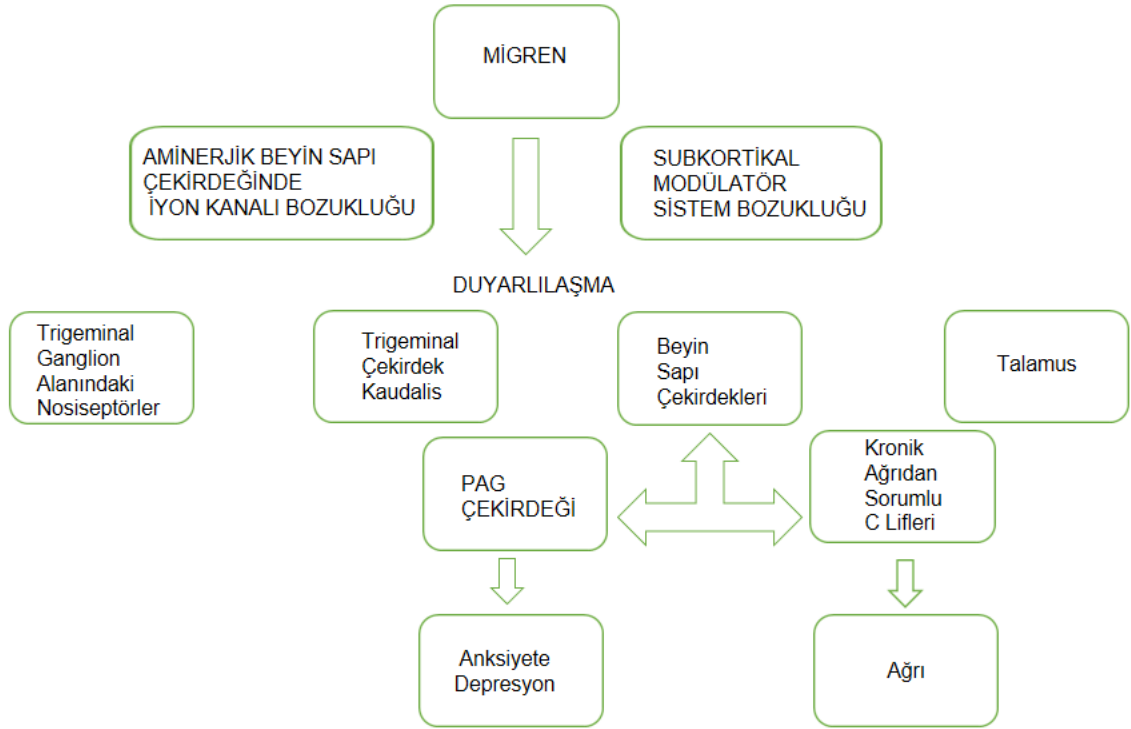 MİGREN
AMİNERJİK BEYİN SAPI
ÇEKİRDEĞİNDE
İYON KANALI BOZUKLUĞU
SUBKORTİKAL
MODÜLATÖR
SİSTEM BOZUKLUĞU
DUYARLILAŞMA
Trigeminal
Ganglion
Alanındaki
Nosiseptörler
Trigeminal
Çekirdek
Kaudalis
Beyin
Sapı
Çekirdekleri
Talamus
PAG
ÇEKİRDEĞİ
Kronik
Ağrıdan
Sorumlu
C Lifleri
Anksiyete
Depresyon
Ağrı